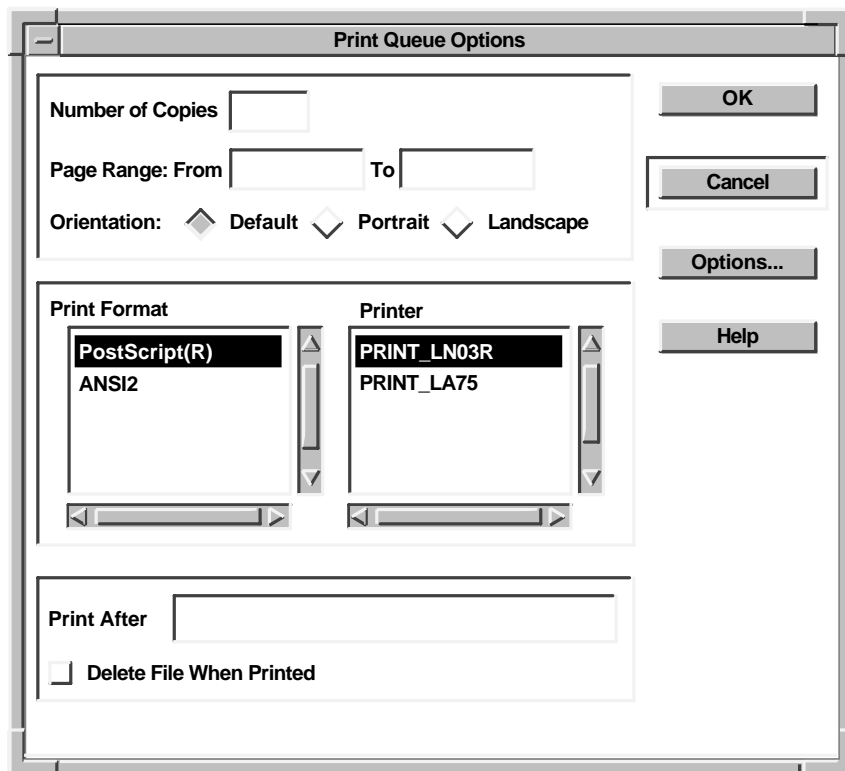 Print Queue Options
Number of Copies
Page Range: From To
Orientation: Default Portrait Landscape
OK
Cancel
Options...
Help
Print Format
PostScript(R)
ANSI2
Printer
PRINT_LN03R
PRINT_LA75
Print After
Delete File When Printed